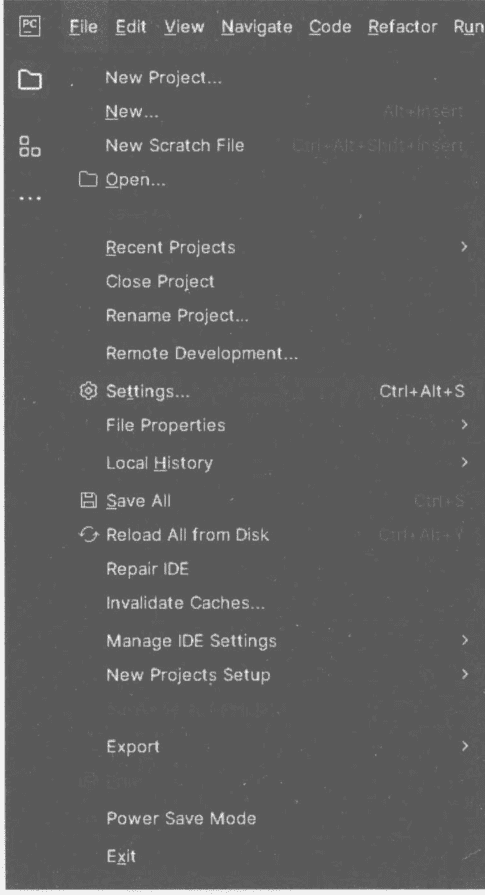 PC File Edit View Navigate Code Refactor Run
New Project...
New... Alt+Insert
New Scratch File Ctrl+Alt+Shift+Insert
Open...
Recent Projects
Close Project
Rename Project...
Remote Development...
Settings... Ctrl+Alt+S
File Properties
Local History
Save All Ctrl+S
Reload All from Disk Ctrl+Alt+Y
Repair IDE
Invalidate Caches...
Manage IDE Settings
New Projects Setup
Export
Power Save Mode
Exit